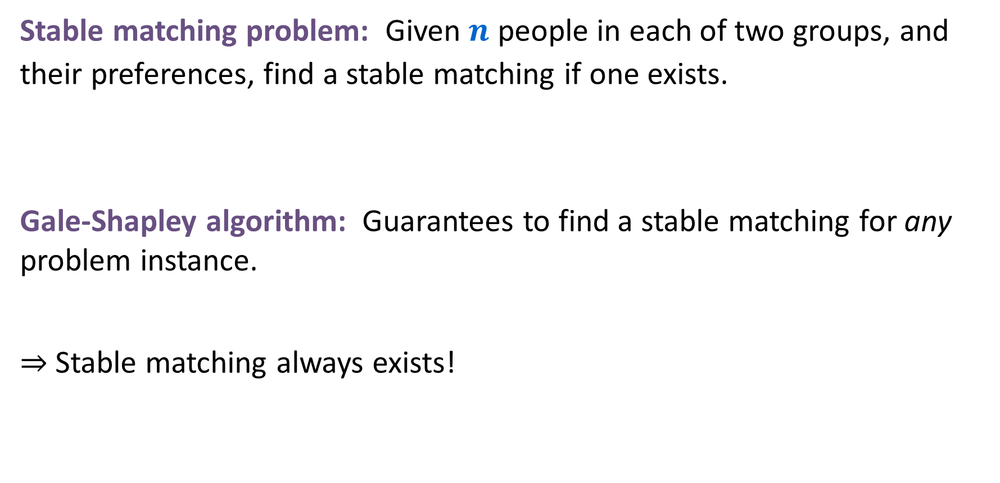 Stable matching problem: Given n people in each of two groups, and
their preferences, find a stable matching if one exists.
Gale-Shapley algorithm: Guarantees to find a stable matching for any
problem instance.
⇒ Stable matching always exists!